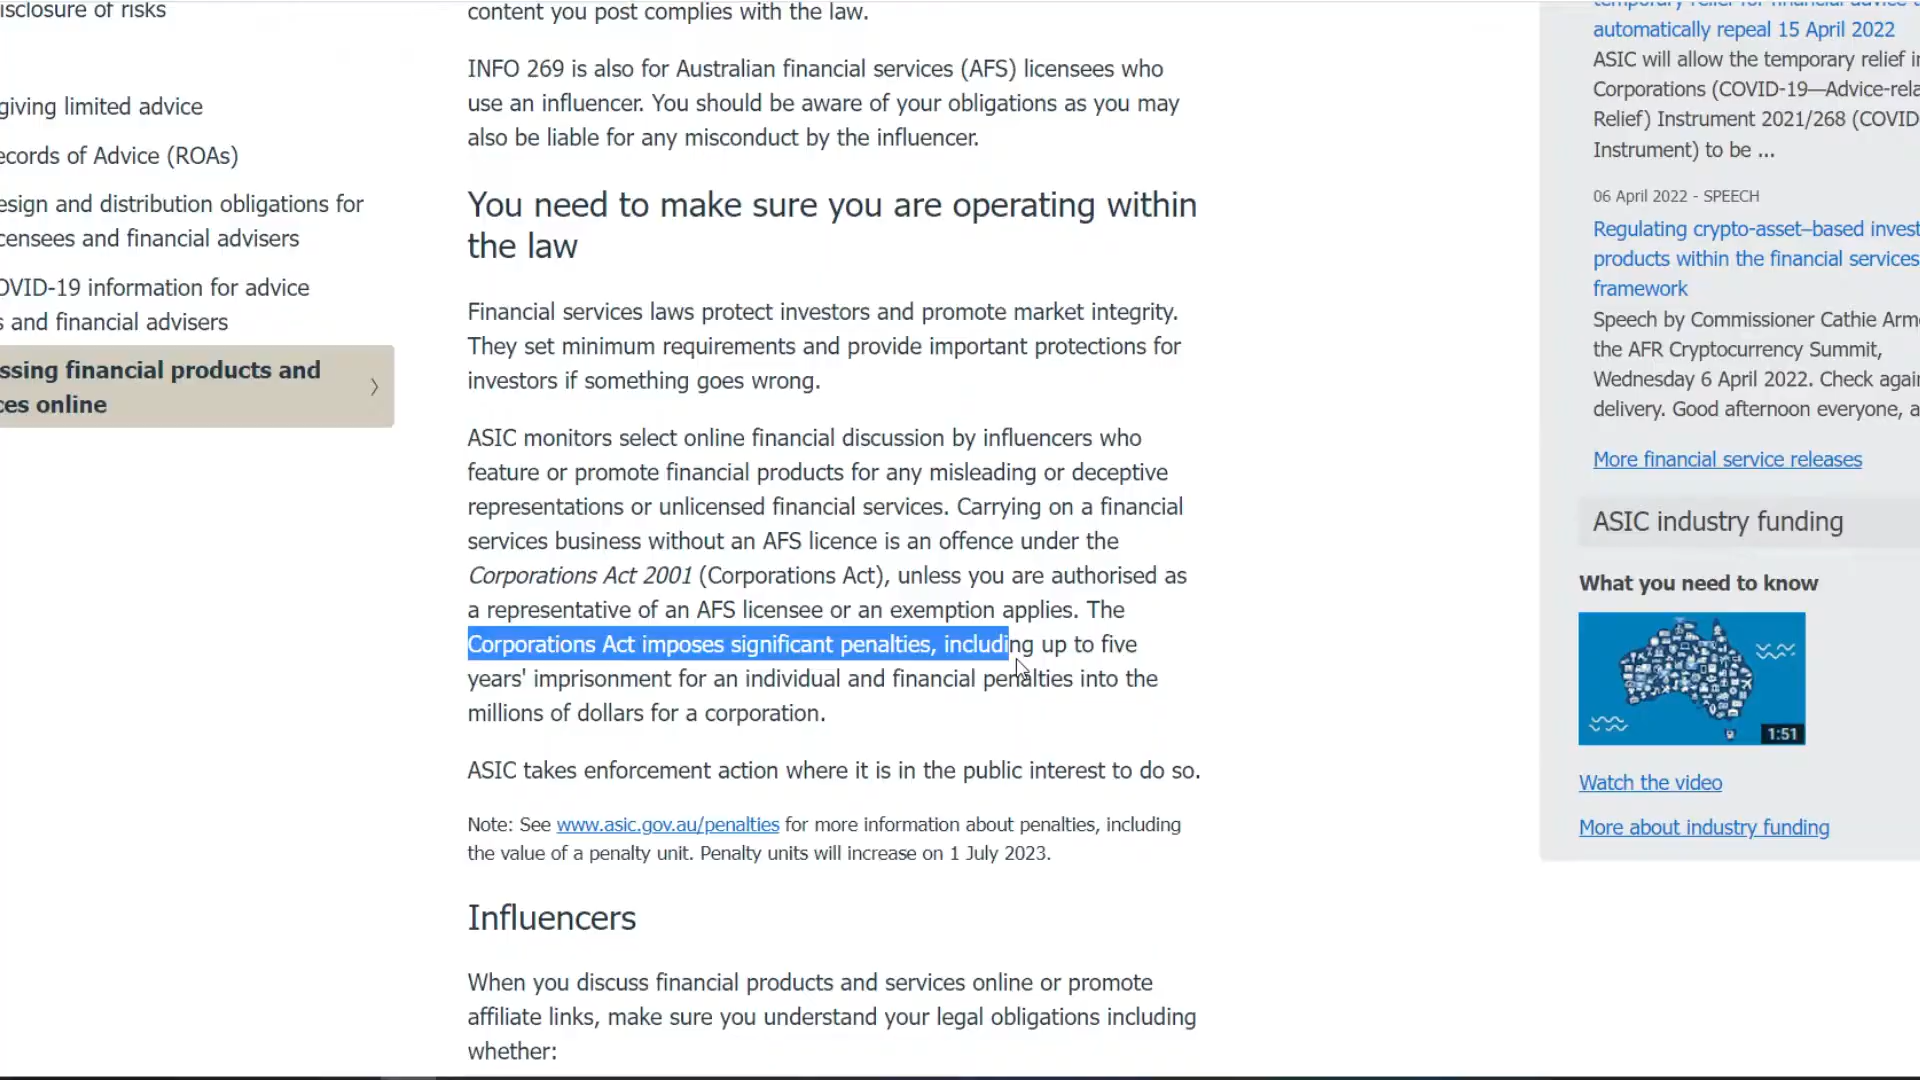 isclosure of risks
giving limited advice
ecords of Advice (ROAs)
esign and distribution obligations for
censees and financial advisers
OVID-19 information for advice
s and financial advisers
ssing financial products and
ces online
content you post complies with the law.
INFO 269 is also for Australian financial services (AFS) licensees who
use an influencer. You should be aware of your obligations as you may
also be liable for any misconduct by the influencer.
You need to make sure you are operating within
the law
Financial services laws protect investors and promote market integrity.
They set minimum requirements and provide important protections for
investors if something goes wrong.
ASIC monitors select online financial discussion by influencers who
feature or promote financial products for any misleading or deceptive
representations or unlicensed financial services. Carrying on a financial
services business without an AFS licence is an offence under the
Corporations Act 2001 (Corporations Act), unless you are authorised as
a representative of an AFS licensee or an exemption applies. The
Corporations Act imposes significant penalties, including up to five
years' imprisonment for an individual and financial penalties into the
millions of dollars for a corporation.
ASIC takes enforcement action where it is in the public interest to do so.
Note: See www.asic.gov.au/penalties for more information about penalties, including
the value of a penalty unit. Penalty units will increase on 1 July 2023.
Influencers
When you discuss financial products and services online or promote
affiliate links, make sure you understand your legal obligations including
whether:
temporary relief for financial advice
automatically repeal 15 April 2022
ASIC will allow the temporary relief i
Corporations (COVID-19—Advice-rela
Relief) Instrument 2021/268 (COVID
Instrument) to be ...
06 April 2022 - SPEECH
Regulating crypto-asset–based invest
products within the financial services
framework
Speech by Commissioner Cathie Arm
the AFR Cryptocurrency Summit,
Wednesday 6 April 2022. Check agai
delivery. Good afternoon everyone, a
More financial service releases
ASIC industry funding
What you need to know
1:51
Watch the video
More about industry funding